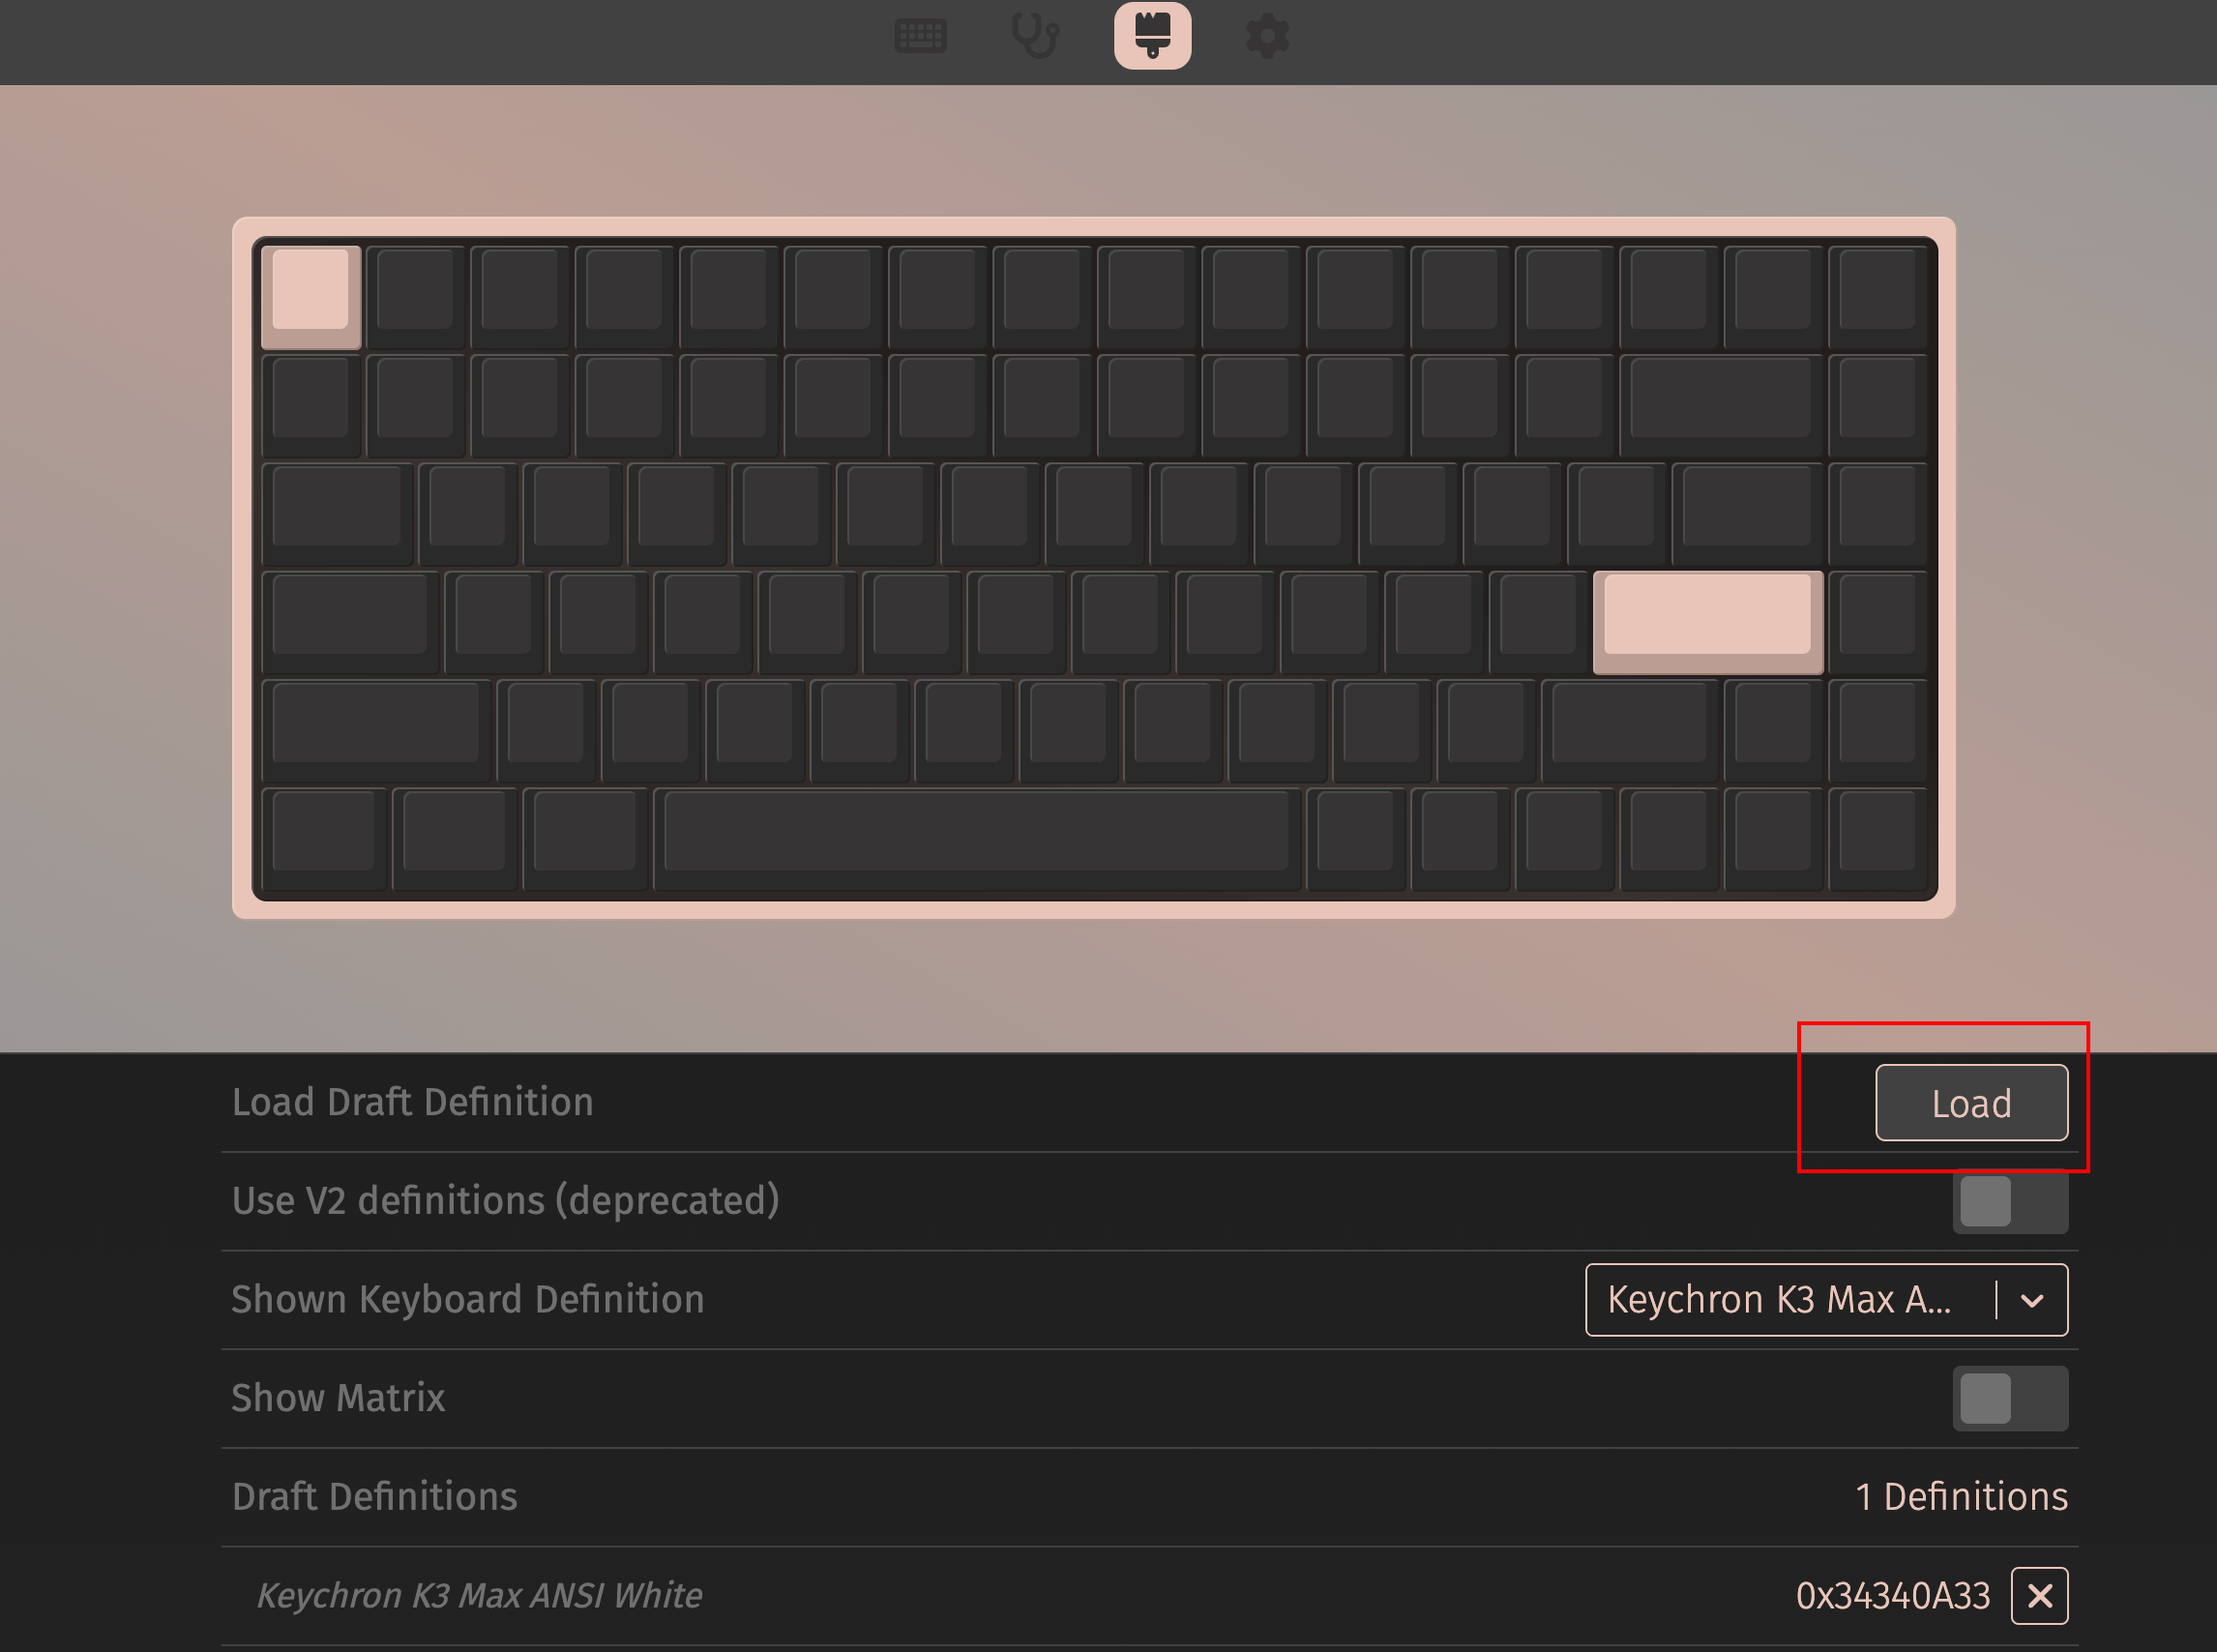 Load Draft Definition
Load
Use V2 definitions (deprecated)
Shown Keyboard Definition
Keychron K3 Max A...
Show Matrix
Draft Definitions
1 Definitions
Keychron K3 Max ANSI White
0x34340A33